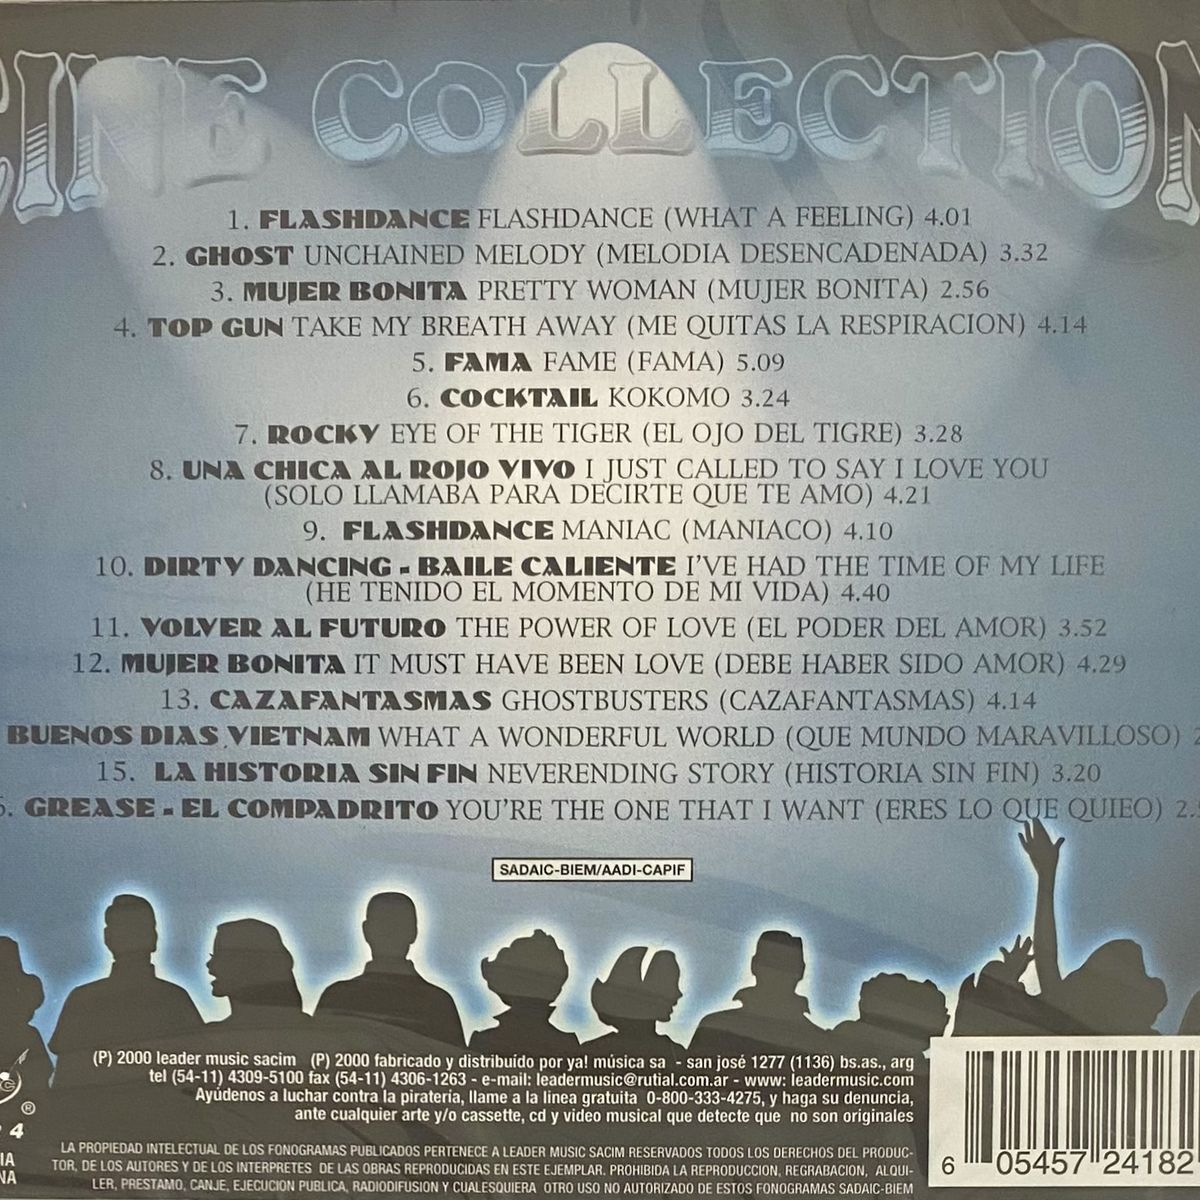 CINE COLLECTION
1. FLASHDANCE FLASHDANCE (WHAT A FEELING) 4.01
2. GHOST UNCHAINED MELODY (MELODIA DESENCADENADA) 3.32
3. MUJER BONITA PRETTY WOMAN (MUJER BONITA) 2.56
4. TOP GUN TAKE MY BREATH AWAY (ME QUITAS LA RESPIRACION) 4.14
5. FAMA FAME (FAMA) 5.09
6. COCKTAIL KOKOMO 3.24
7. ROCKY EYE OF THE TIGER (EL OJO DEL TIGRE) 3.28
8. UNA CHICA AL ROJO VIVO I JUST CALLED TO SAY I LOVE YOU
(SOLO LLAMABA PARA DECIRTE QUE TE AMO) 4.21
9. FLASHDANCE MANIAC (MANIACO) 4.10
10. DIRTY DANCING - BAILE CALIENTE I'VE HAD THE TIME OF MY LIFE
(HE TENIDO EL MOMENTO DE MI VIDA) 4.40
11. VOLVER AL FUTURO THE POWER OF LOVE (EL PODER DEL AMOR) 3.52
12. MUJER BONITA IT MUST HAVE BEEN LOVE (DEBE HABER SIDO AMOR) 4.29
13. CAZAFANTASMAS GHOSTBUSTERS (CAZAFANTASMAS) 4.14
BUENOS DIAS, VIETNAM WHAT A WONDERFUL WORLD (QUE MUNDO MARAVILLOSO)
15. LA HISTORIA SIN FIN NEVERENDING STORY (HISTORIA SIN FIN) 3.20
GREASE - EL COMPADRITO YOU'RE THE ONE THAT I WANT (ERES LO QUE QUIEO) 2.
SADAIC-BIEM/AADI-CAPIF
(P) 2000 leader music sacim (P) 2000 fabricado y distribuído por ya! música sa - san josé 1277 (1136) bs.as., arg
tel (54-11) 4309-5100 fax (54-11) 4306-1263 - e-mail: leadermusic@rutial.com.ar - www: leadermusic.com
Ayúdenos a luchar contra la piratería, llame a la linea gratuita 0-800-333-4275, y haga su denuncia,
ante cualquier arte y/o cassette, cd y video musical que detecte que no son originales
®
4
IA
NA
LA PROPIEDAD INTELECTUAL DE LOS FONOGRAMAS PUBLICADOS PERTENECE A LEADER MUSIC SACIM RESERVADOS TODOS LOS DERECHOS DEL PRODUC-
TOR, DE LOS AUTORES Y DE LOS INTERPRETES DE LAS OBRAS REPRODUCIDAS EN ESTE EJEMPLAR. PROHIBIDA LA REPRODUCCION, REGRABACION, ALQUI-
LER, PRESTAMO, CANJE, EJECUCION PUBLICA, RADIODIFUSION Y CUALESQUIERA OTRO USO NO AUTORIZADO DE ESTOS FONOGRAMAS SADAIC-BIEM
6 05457 24182